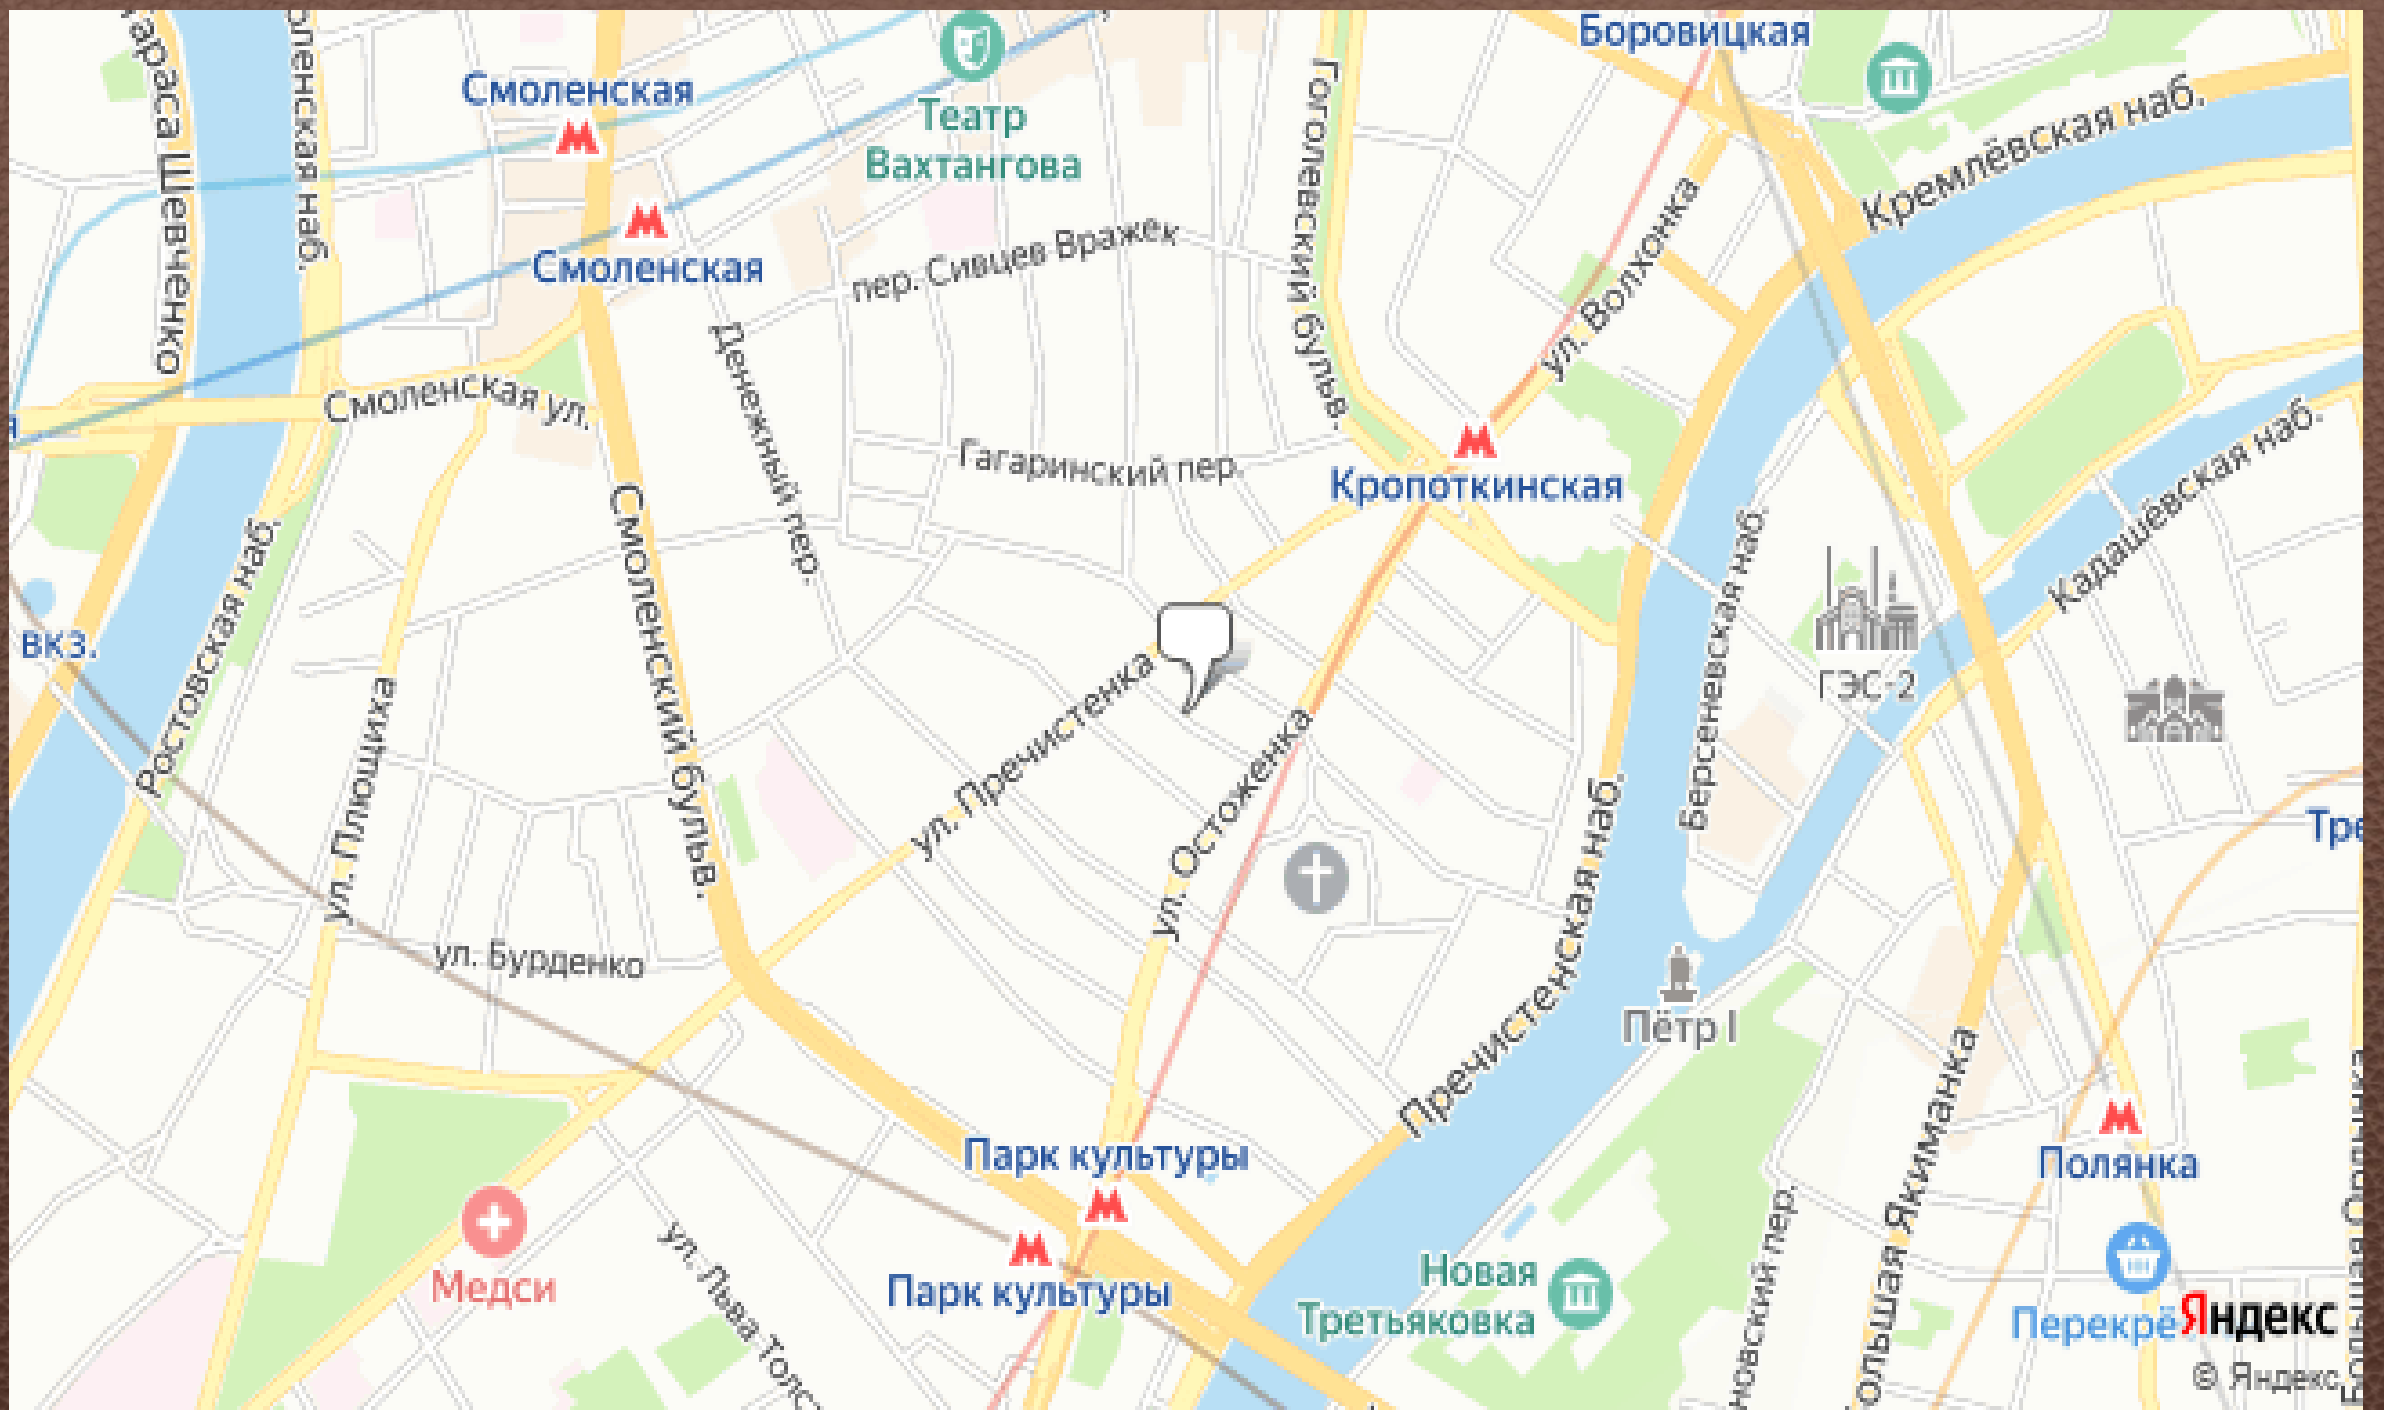 Боровицкая
Смоленская
Театр
Вахтангова
Гоголевский бульв.
Кремлёвская наб.
ул. Волхонка
пер. Сивцев Вражек
Смоленская
Денежный пер.
Смоленская ул.
Гагаринский пер.
Кропоткинская
Кадашёвская наб.
Смоленский бульв.
Ростовская наб.
Берсеневская наб.
вкз.
ГЭС-2
ул. Плющиха
ул. Пречистенка
ул. Остоженка
Пречистенская наб.
ул. Бурденко
Пётр I
Парк культуры
Полянка
Медси
Парк культуры
Новая
Третьяковка
Яндекс
© Яндекс